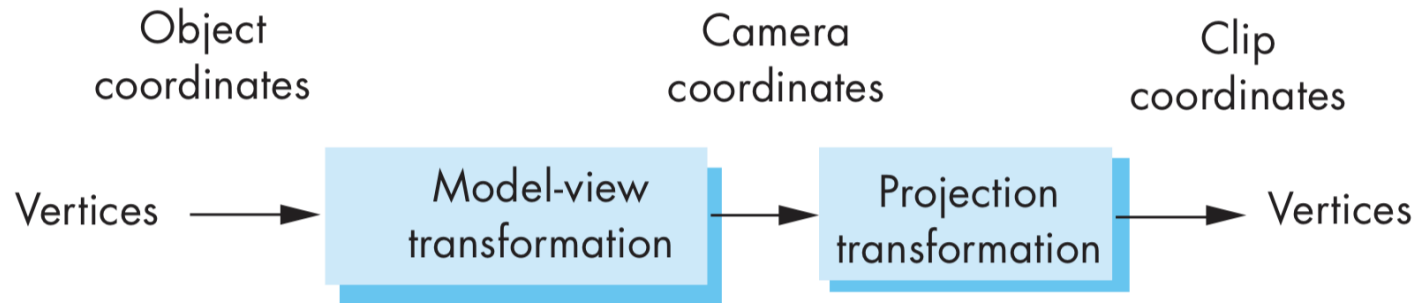 Object
coordinates
Camera
coordinates
Clip
coordinates
Vertices
Model-view
transformation
Projection
transformation
Vertices